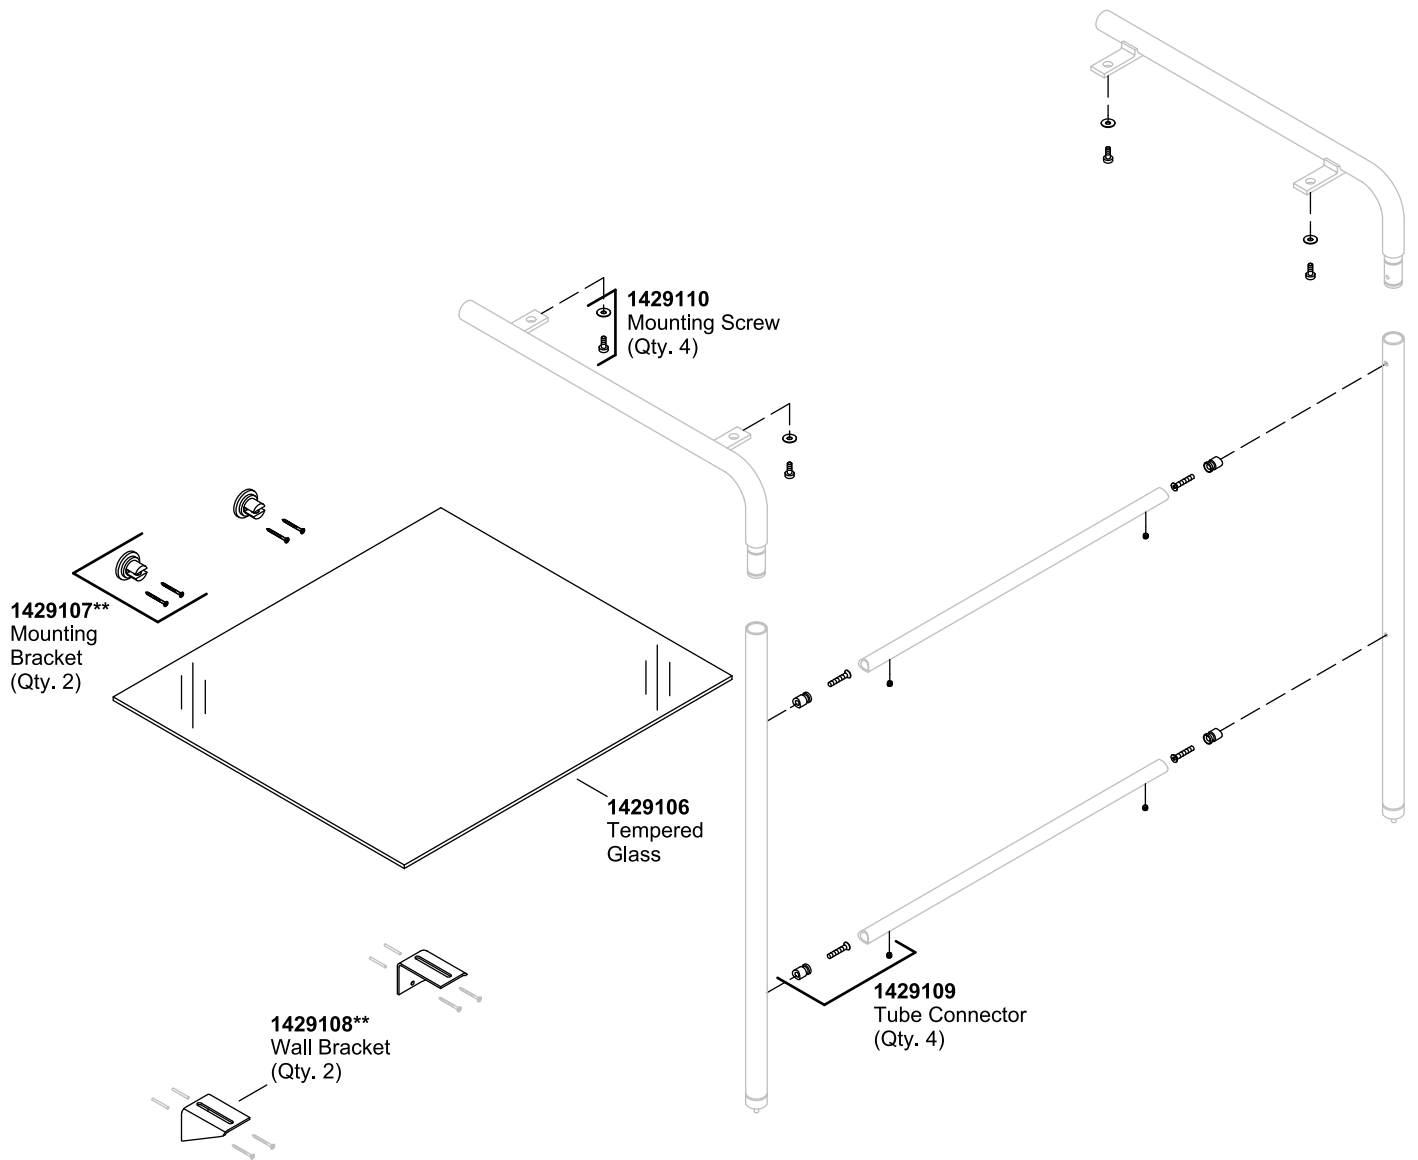 1429110
Mounting Screw
(Qty. 4)
1429107**
Mounting
Bracket
(Qty. 2)
1429106
Tempered
Glass
1429109
Tube Connector
(Qty. 4)
1429108**
Wall Bracket
(Qty. 2)